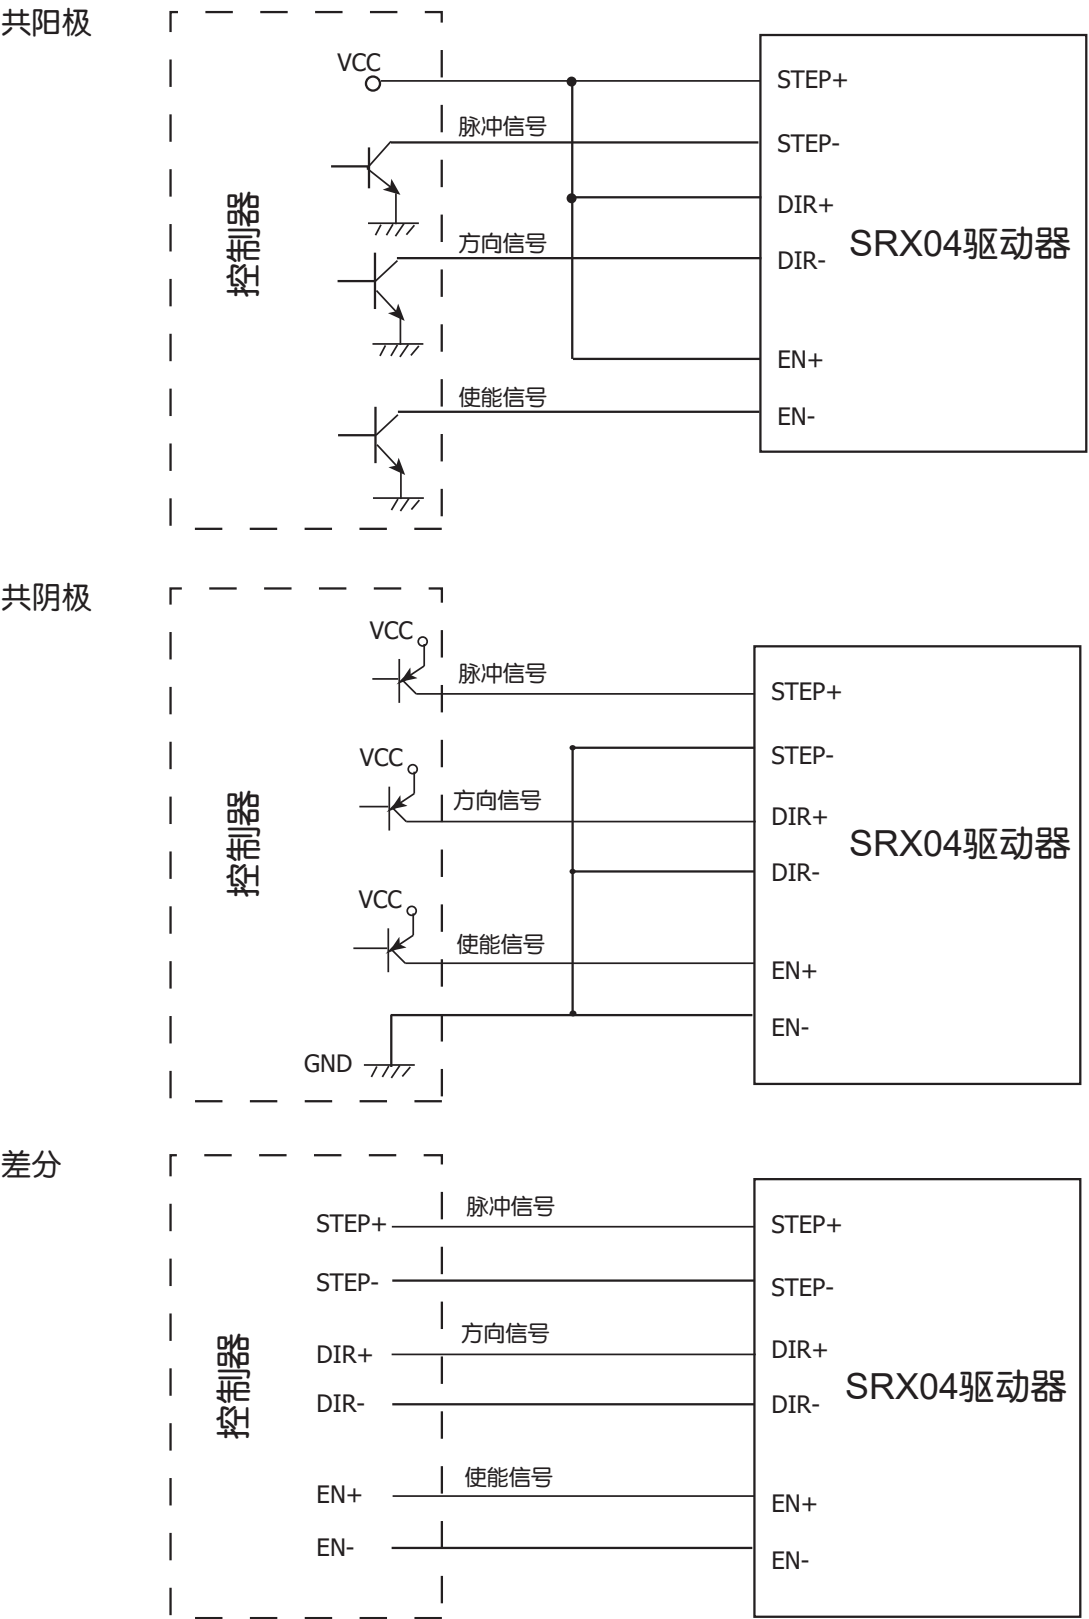 共阳极
VCC
STEP+
脉冲信号
STEP-
控制器
DIR+
方向信号
SRX04驱动器
DIR-
EN+
使能信号
EN-
共阴极
VCC
脉冲信号
STEP+
VCC
STEP-
方向信号
DIR+
控制器
SRX04驱动器
DIR-
VCC
使能信号
EN+
EN-
GND
差分
脉冲信号
STEP+
STEP+
STEP-
STEP-
方向信号
DIR+
DIR+
控制器
SRX04驱动器
DIR-
DIR-
使能信号
EN+
EN+
EN-
EN-